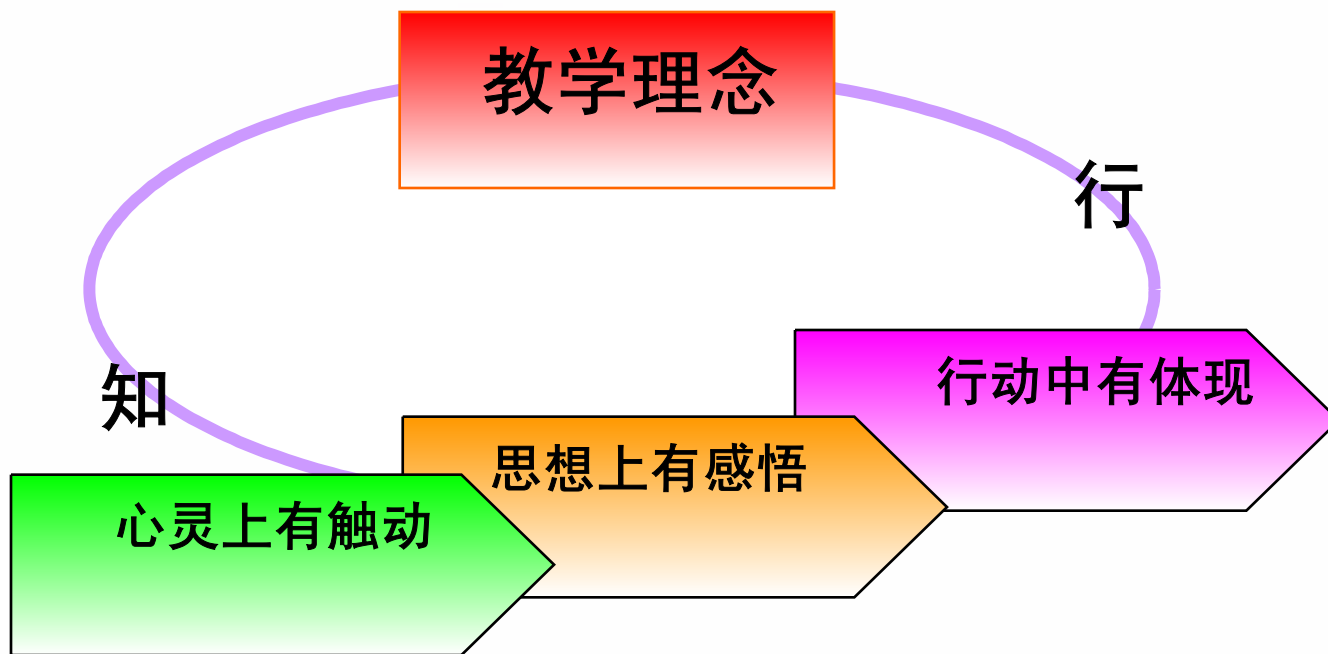 教学理念
行
知
行动中有体现
思想上有感悟
心灵上有触动